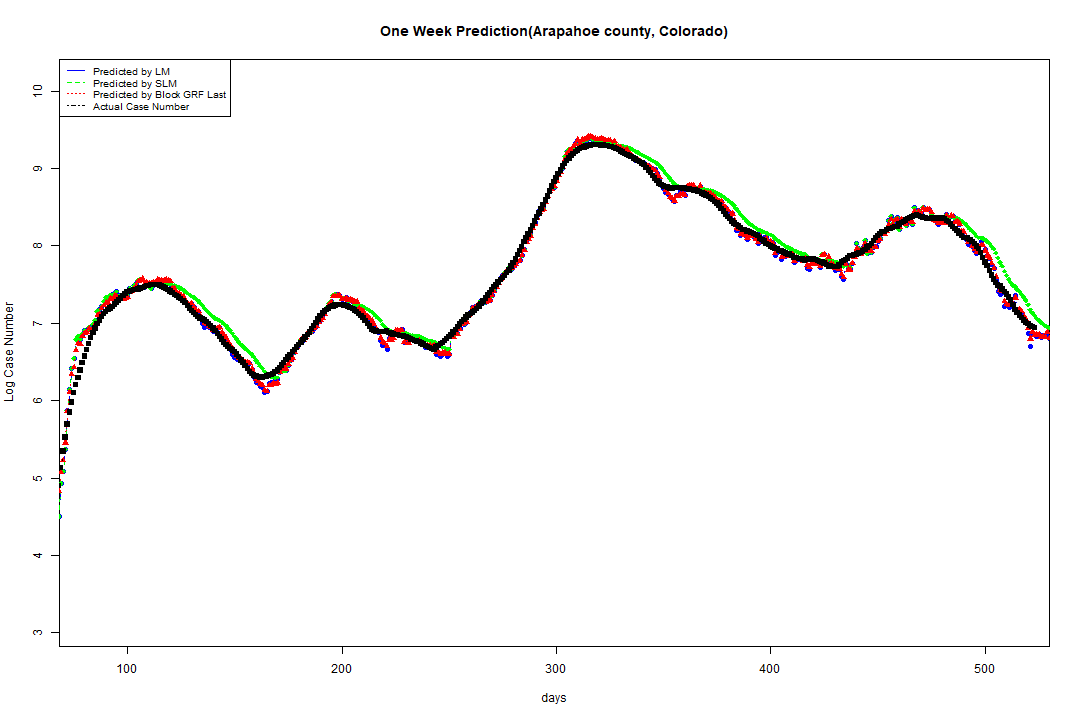 One Week Prediction(Arapahoe county, Colorado)
Predicted by LM
Predicted by SLM
Predicted by Block GRF Last
Actual Case Number
10
9
8
7
6
5
4
3
Log Case Number
100 200 300 400 500
days